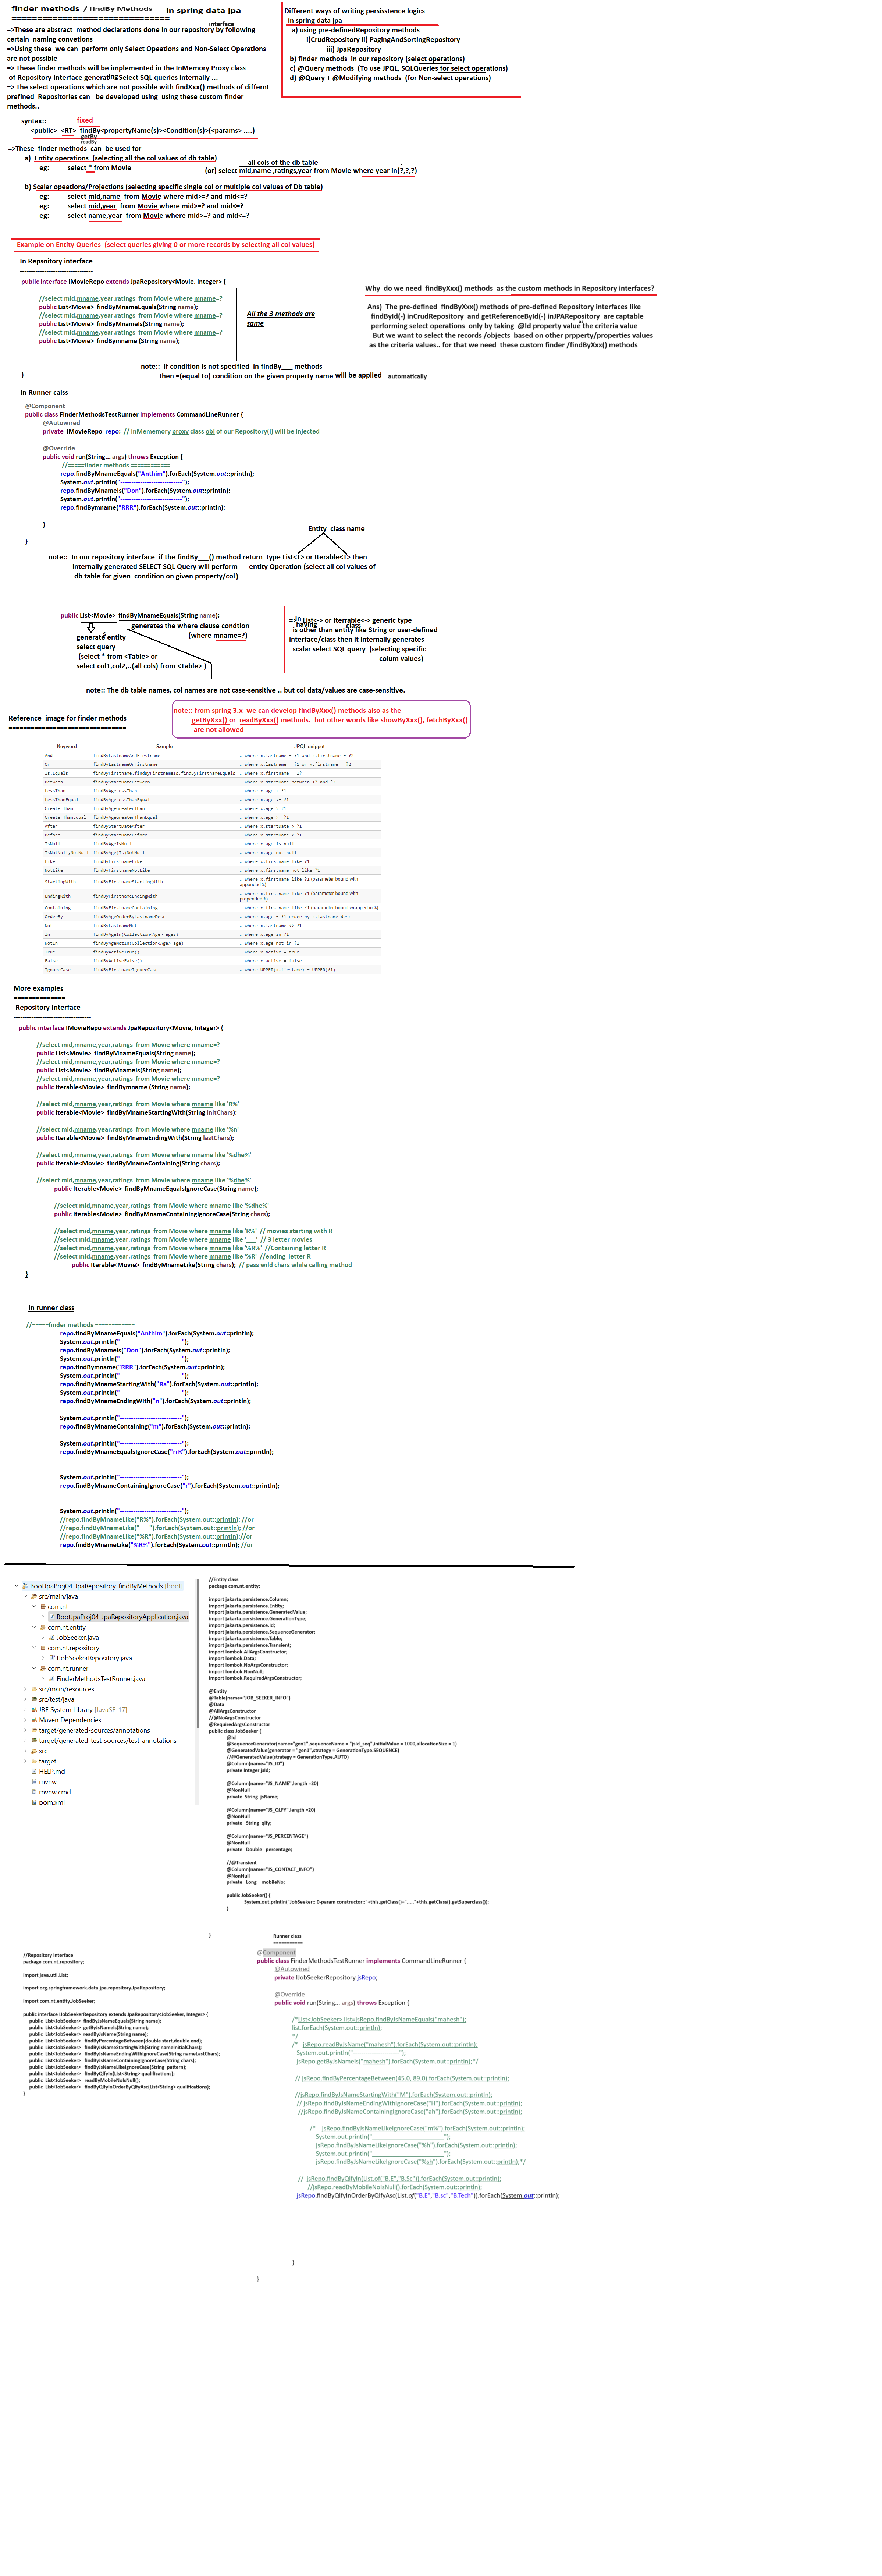 finder methods / findBy Methods in spring data jpa
================================
interface
=>These are abstract method declarations done in our repository by following
certain naming convetions
=>Using these we can perform only Select Opeations and Non-Select Operations
are not possible
=> These finder methods will be implemented in the InMemory Proxy class
of Repository Interface generating Select SQL queries internally ...
=> The select operations which are not possible with findXxx() methods of differnt
prefined Repositories can be developed using using these custom finder
methods..
Different ways of writing persisstence logics
in spring data jpa
a) using pre-definedRepository methods
i)CrudRepository ii) PagingAndSortingRepository
iii) JpaRepository
b) finder methods in our repository (select operations)
c) @Query methods (To use JPQL, SQLQueries for select operations)
d) @Query + @Modifying methods (for Non-select operations)
syntax:: fixed
<public> <RT> findBy<propertyName(s)><Condition(s)>(<params> ....)
getBy
readBy
=>These finder methods can be used for
a) Entity operations (selecting all the col values of db table)
all cols of the db table
eg: select * from Movie (or) select mid,name ,ratings,year from Movie where year in(?,?,?)
b) Scalar opeations/Projections (selecting specific single col or multiple col values of Db table)
eg: select mid,name from Movie where mid>=? and mid<=?
eg: select mid,year from Movie where mid>=? and mid<=?
eg: select name,year from Movie where mid>=? and mid<=?
Example on Entity Queries (select queries giving 0 or more records by selecting all col values)
In Repsoitory interface
----------------------------------
public interface IMovieRepo extends JpaRepository<Movie, Integer> {
//select mid,mname,year,ratings from Movie where mname=?
public List<Movie> findByMnameEquals(String name);
//select mid,mname,year,ratings from Movie where mname=?
public List<Movie> findByMnameIs(String name);
//select mid,mname,year,ratings from Movie where mname=?
public List<Movie> findBymname (String name);
All the 3 methods are
same
Why do we need findByXxx() methods as the custom methods in Repository interfaces?
Ans) The pre-defined findByXxx() methods of pre-defined Repository interfaces like
findById(-) inCrudRepository and getReferenceById(-) inJPARepository are captable
performing select operations only by taking @Id property value the criteria value
as
But we want to select the records /objects based on other property/properties values
as the criteria values.. for that we need these custom finder /findByXxx() methods
note:: if condition is not specified in findBy___ methods
then =(equal to) condition on the given property name will be applied automatically
}
In Runner calss
@Component
public class FinderMethodsTestRunner implements CommandLineRunner {
@Autowired
private IMovieRepo repo; // InMememory proxy class obj of our Repository(I) will be injected
@Override
public void run(String... args) throws Exception {
//=====finder methods ============
repo.findByMnameEquals("Anthim").forEach(System.out::println);
System.out.println("----------------------------");
repo.findByMnameIs("Don").forEach(System.out::println);
System.out.println("----------------------------");
repo.findBymname("RRR").forEach(System.out::println);
}
}
Entity class name
note:: In our repository interface if the findBy___() method return type List<T> or Iterable<T> then
internally generated SELECT SQL Query will perform entity Operation (select all col values of
db table for given condition on given property/col)
public List<Movie> findByMnameEquals(String name);
generates the where clause condtion
(where mname=?)
generate entity
s
select query
(select * from <Table> or
select col1,col2,..(all cols) from <Table> )
=> List<-> or Iterrable<-> generic type
In having class
is other than entity like String or user-defined
interface/class then it internally generates
scalar select SQL query (selecting specific
colum values)
note:: The db table names, col names are not case-sensitive .. but col data/values are case-sensitive.
Reference image for finder methods
================================
note:: from spring 3.x we can develop findByXxx() methods also as the
getByXxx() or readByXxx() methods. but other words like showByXxx(), fetchByXxx()
are not allowed
Keyword Sample JPQL snippet
And findByLastnameAndFirstname … where x.lastname = ?1 and x.firstname = ?2
Or findByLastnameOrFirstname … where x.lastname = ?1 or x.firstname = ?2
Is,Equals findByFirstname,findByFirstnameIs,findByFirstnameEquals … where x.firstname = 1?
Between findByStartDateBetween … where x.startDate between 1? and ?2
LessThan findByAgeLessThan … where x.age < ?1
LessThanEqual findByAgeLessThanEqual … where x.age <= ?1
GreaterThan findByAgeGreaterThan … where x.age > ?1
GreaterThanEqual findByAgeGreaterThanEqual … where x.age >= ?1
After findByStartDateAfter … where x.startDate > ?1
Before findByStartDateBefore … where x.startDate < ?1
IsNull findByAgeIsNull … where x.age is null
IsNotNull,NotNull findByAge(Is)NotNull … where x.age not null
Like findByFirstnameLike … where x.firstname like ?1
NotLike findByFirstnameNotLike … where x.firstname not like ?1
StartingWith findByFirstnameStartingWith … where x.firstname like ?1 (parameter bound with appended %)
EndingWith findByFirstnameEndingWith … where x.firstname like ?1 (parameter bound with prepended %)
Containing findByFirstnameContaining … where x.firstname like ?1 (parameter bound wrapped in %)
OrderBy findByAgeOrderByLastnameDesc … where x.age = ?1 order by x.lastname desc
Not findByLastnameNot … where x.lastname <> ?1
In findByAgeIn(Collection<Age> ages) … where x.age in ?1
NotIn findByAgeNotIn(Collection<Age> age) … where x.age not in ?1
True findByActiveTrue() … where x.active = true
False findByActiveFalse() … where x.active = false
IgnoreCase findByFirstnameIgnoreCase … where UPPER(x.firstame) = UPPER(?1)
More examples
==============
Repository Interface
------------------------------------
public interface IMovieRepo extends JpaRepository<Movie, Integer> {
//select mid,mname,year,ratings from Movie where mname=?
public List<Movie> findByMnameEquals(String name);
//select mid,mname,year,ratings from Movie where mname=?
public List<Movie> findByMnameIs(String name);
//select mid,mname,year,ratings from Movie where mname=?
public Iterable<Movie> findBymname (String name);
//select mid,mname,year,ratings from Movie where mname like 'R%'
public Iterable<Movie> findByMnameStartingWith(String initChars);
//select mid,mname,year,ratings from Movie where mname like '%n'
public Iterable<Movie> findByMnameEndingWith(String lastChars);
//select mid,mname,year,ratings from Movie where mname like '%dhe%'
public Iterable<Movie> findByMnameContaining(String chars);
//select mid,mname,year,ratings from Movie where mname like '%dhe%'
public Iterable<Movie> findByMnameEqualsIgnoreCase(String name);
//select mid,mname,year,ratings from Movie where mname like '%dhe%'
public Iterable<Movie> findByMnameContainingIgnoreCase(String chars);
//select mid,mname,year,ratings from Movie where mname like 'R%' // movies starting with R
//select mid,mname,year,ratings from Movie where mname like '___' // 3 letter movies
//select mid,mname,year,ratings from Movie where mname like '%R%' //Containing letter R
//select mid,mname,year,ratings from Movie where mname like '%R' //ending letter R
public Iterable<Movie> findByMnameLike(String chars); // pass wild chars while calling method
}
In runner class
//=====finder methods ============
repo.findByMnameEquals("Anthim").forEach(System.out::println);
System.out.println("----------------------------");
repo.findByMnameIs("Don").forEach(System.out::println);
System.out.println("----------------------------");
repo.findBymname("RRR").forEach(System.out::println);
System.out.println("----------------------------");
repo.findByMnameStartingWith("Ra").forEach(System.out::println);
System.out.println("----------------------------");
repo.findByMnameEndingWith("n").forEach(System.out::println);
System.out.println("----------------------------");
repo.findByMnameContaining("m").forEach(System.out::println);
System.out.println("----------------------------");
repo.findByMnameEqualsIgnoreCase("rrR").forEach(System.out::println);
System.out.println("----------------------------");
repo.findByMnameContainingIgnoreCase("r").forEach(System.out::println);
System.out.println("----------------------------");
//repo.findByMnameLike("R%").forEach(System.out::println); //or
//repo.findByMnameLike("___").forEach(System.out::println); //or
//repo.findByMnameLike("%R").forEach(System.out::println);//or
repo.findByMnameLike("%R%").forEach(System.out::println); //or
BootJpaProj04-JpaRepository-findByMethods [boot]
src/main/java
com.nt
BootJpaProj04_JpaRepositoryApplication.java
com.nt.entity
JobSeeker.java
com.nt.repository
IJobSeekerRepository.java
com.nt.runner
FinderMethodsTestRunner.java
src/main/resources
src/test/java
JRE System Library [JavaSE-17]
Maven Dependencies
target/generated-sources/annotations
target/generated-test-sources/test-annotations
src
target
HELP.md
mvnw
mvnw.cmd
pom.xml
//Entity class
package com.nt.entity;
import jakarta.persistence.Column;
import jakarta.persistence.Entity;
import jakarta.persistence.GeneratedValue;
import jakarta.persistence.GenerationType;
import jakarta.persistence.Id;
import jakarta.persistence.SequenceGenerator;
import jakarta.persistence.Table;
import jakarta.persistence.Transient;
import lombok.AllArgsConstructor;
import lombok.Data;
import lombok.NoArgsConstructor;
import lombok.NonNull;
import lombok.RequiredArgsConstructor;
@Entity
@Table(name="JOB_SEEKER_INFO")
@Data
@AllArgsConstructor
//@NoArgsConstructor
@RequiredArgsConstructor
public class JobSeeker {
@Id
@SequenceGenerator(name="gen1",sequenceName = "jsId_seq",initialValue = 1000,allocationSize = 1)
@GeneratedValue(generator = "gen1",strategy = GenerationType.SEQUENCE)
//@GeneratedValue(strategy = GenerationType.AUTO)
@Column(name="JS_ID")
private Integer jsId;
@Column(name="JS_NAME",length =20)
@NonNull
private String jsName;
@Column(name="JS_QLFY",length =20)
@NonNull
private String qlfy;
@Column(name="JS_PERCENTAGE")
@NonNull
private Double percentage;
//@Transient
@Column(name="JS_CONTACT_INFO")
@NonNull
private Long mobileNo;
public JobSeeker() {
System.out.println("JobSeeker:: 0-param constructor::"+this.getClass()+"....."+this.getClass().getSuperclass());
}
}
//Repository Interface
package com.nt.repository;
import java.util.List;
import org.springframework.data.jpa.repository.JpaRepository;
import com.nt.entity.JobSeeker;
public interface IJobSeekerRepository extends JpaRepository<JobSeeker, Integer> {
public List<JobSeeker> findByJsNameEquals(String name);
public List<JobSeeker> getByJsNameIs(String name);
public List<JobSeeker> readByJsName(String name);
public List<JobSeeker> findByPercentageBetween(double start,double end);
public List<JobSeeker> findByJsNameStartingWith(String nameInitialChars);
public List<JobSeeker> findByJsNameEndingWithIgnoreCase(String nameLastChars);
public List<JobSeeker> findByJsNameContainingIgnoreCase(String chars);
public List<JobSeeker> findByJsNameLikeIgnoreCase(String pattern);
public List<JobSeeker> findByQlfyIn(List<String> qualifications);
public List<JobSeeker> readByMobileNoIsNull();
public List<JobSeeker> findByQlfyInOrderByQlfyAsc(List<String> qualifications);
}
Runner class
===========
@Component
public class FinderMethodsTestRunner implements CommandLineRunner {
@Autowired
private IJobSeekerRepository jsRepo;
@Override
public void run(String... args) throws Exception {
/*List<JobSeeker> list=jsRepo.findByJsNameEquals("mahesh");
list.forEach(System.out::println);
*/
/* jsRepo.readByJsName("mahesh").forEach(System.out::println);
System.out.println("---------------------");
jsRepo.getByJsNameIs("mahesh").forEach(System.out::println);*/
// jsRepo.findByPercentageBetween(45.0, 89.0).forEach(System.out::println);
//jsRepo.findByJsNameStartingWith("M").forEach(System.out::println);
// jsRepo.findByJsNameEndingWithIgnoreCase("H").forEach(System.out::println);
//jsRepo.findByJsNameContainingIgnoreCase("ah").forEach(System.out::println);
/* jsRepo.findByJsNameLikeIgnoreCase("m%").forEach(System.out::println);
System.out.println("________________________");
jsRepo.findByJsNameLikeIgnoreCase("%h").forEach(System.out::println);
System.out.println("________________________");
jsRepo.findByJsNameLikeIgnoreCase("%jh").forEach(System.out::println);*/
// jsRepo.findByQlfyIn(List.of("B.E","B.Sc")).forEach(System.out::println);
//jsRepo.readByMobileNoIsNull().forEach(System.out::println);
jsRepo.findByQlfyInOrderByQlfyAsc(List.of("B.E","B.sc","B.Tech")).forEach(System.out::println);
}
}